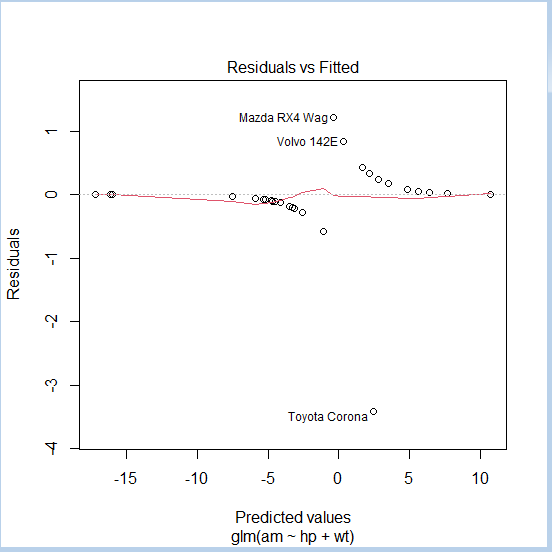 Residuals vs Fitted
Mazda RX4 Wag
Volvo 142E
Toyota Corona
1
0
-1
-2
-3
-4
Residuals
-15
-10
-5
0
5
10
Predicted values
glm(am ~ hp + wt)